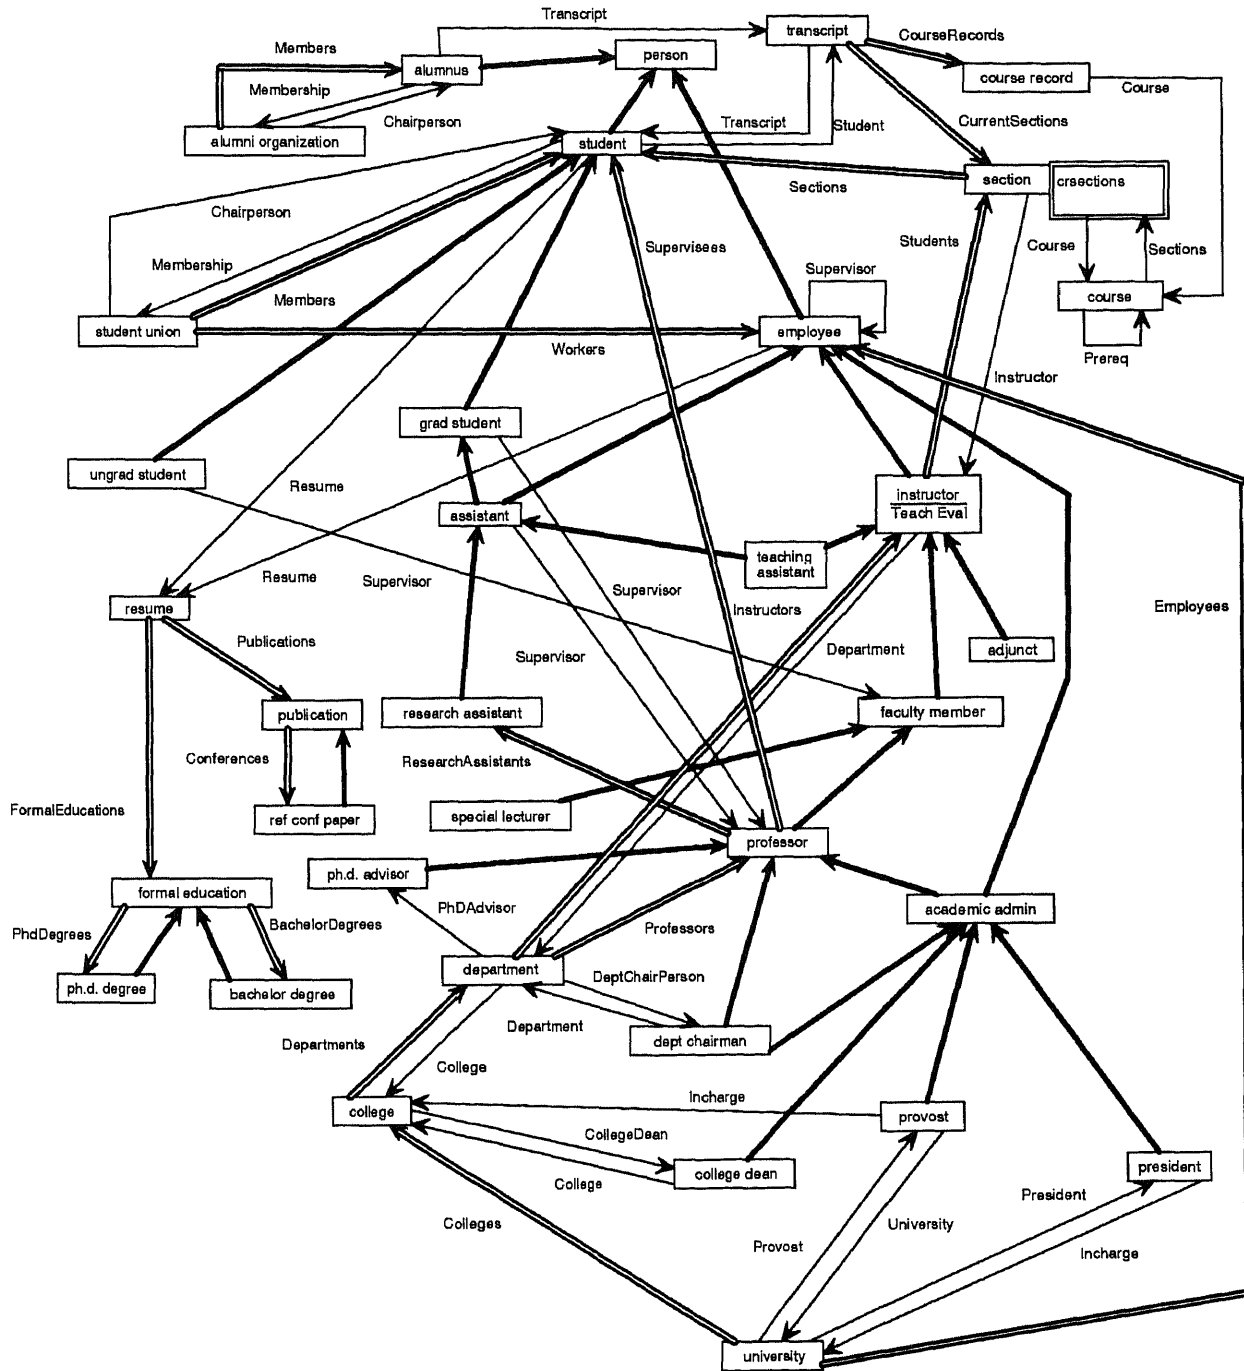 Transcript
transcript
CourseRecords
Members
person
alumnus
course record
Membership
Course
Chairperson
Transcript
Student
CurrentSections
alumni organization
student
section
crsections
Sections
Chairperson
Supervisees
Students
Course
Sections
Membership
Supervisor
Members
course
student union
employee
Workers
Prereq
Instructor
grad student
ungrad student
Resume
instructor
Teach Eval
assistant
teaching
assistant
Resume
Supervisor
Supervisor
Instructors
Employees
resume
Publications
Supervisor
Department
adjunct
publication
research assistant
faculty member
Conferences
ResearchAssistants
FormalEducations
ref conf paper
special lecturer
professor
ph.d. advisor
formal education
PhDAdvisor
academic admin
PhdDegrees
BachelorDegrees
Professors
department
DeptChairPerson
ph.d. degree
bachelor degree
Department
dept chairman
Departments
College
Incharge
college
provost
CollegeDean
college dean
president
College
President
Colleges
University
Provost
Incharge
university